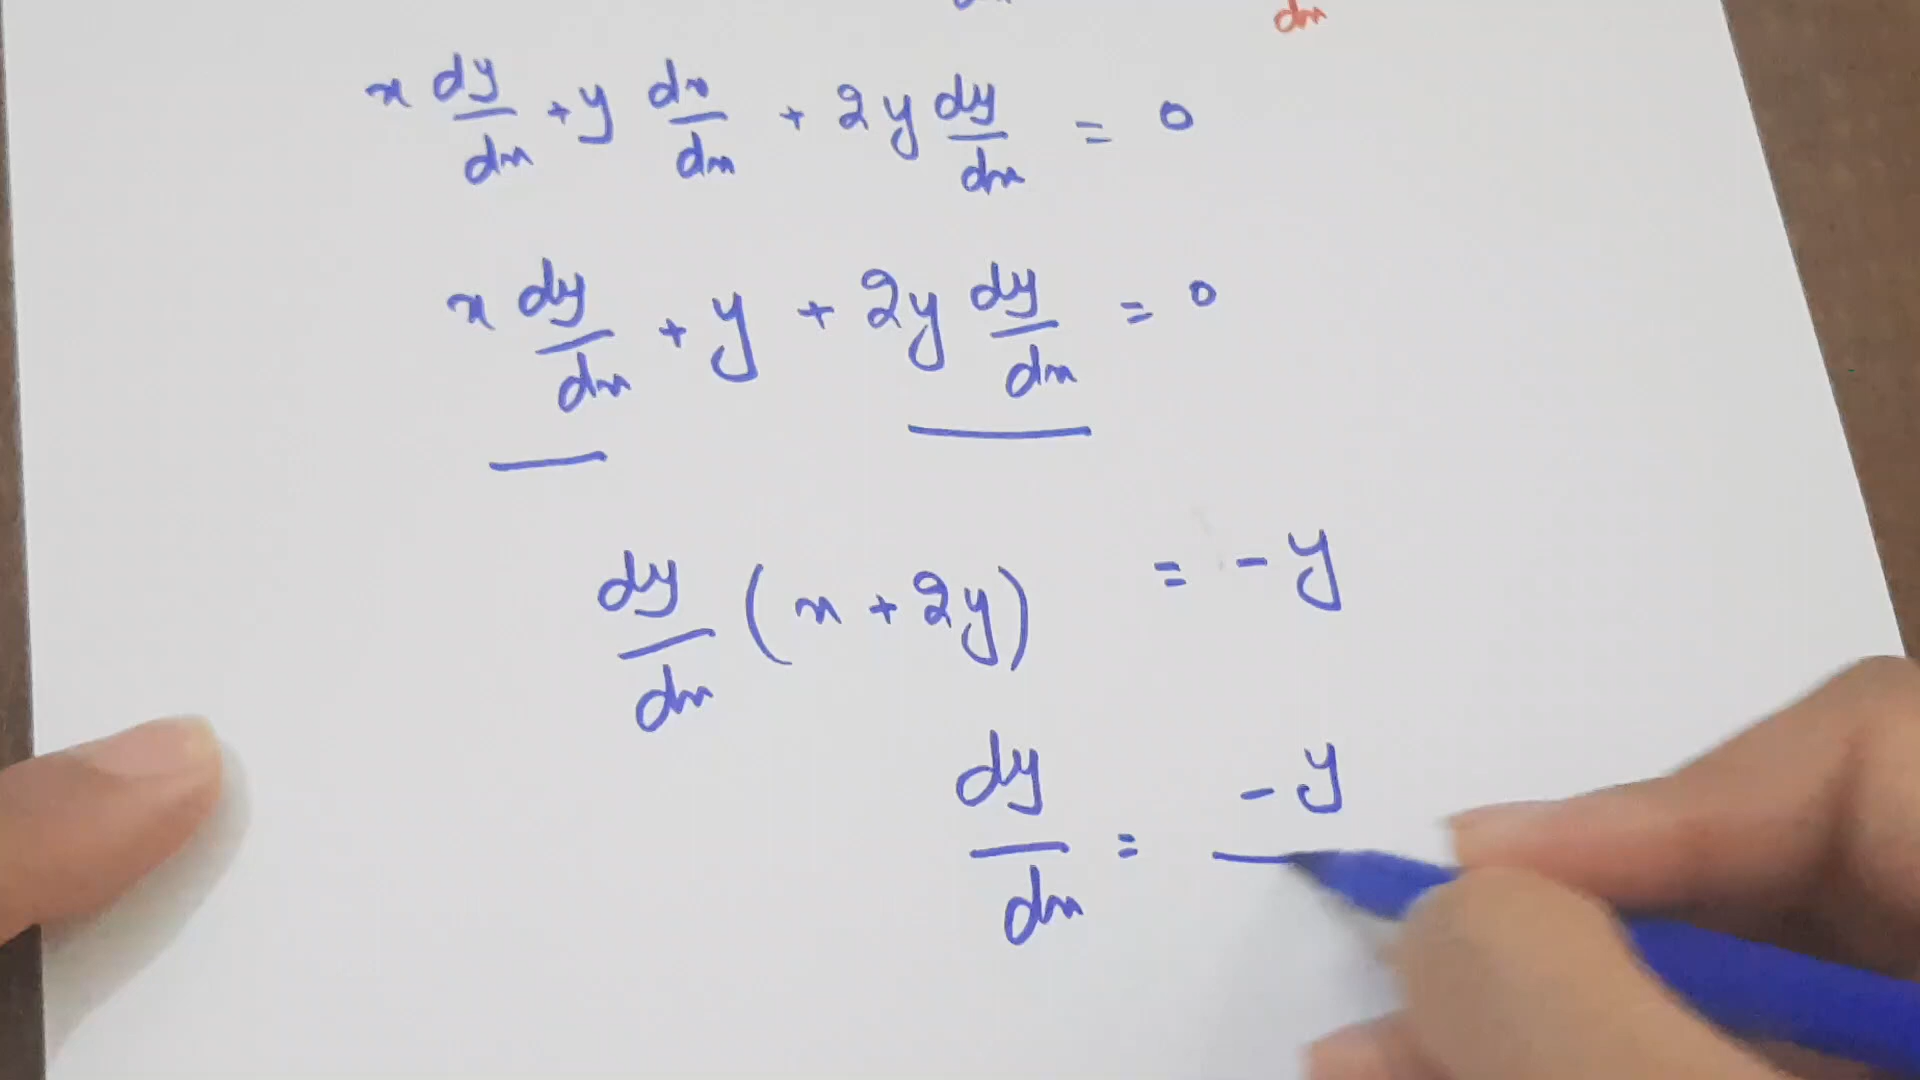 dm
x dy/dx + y dx/dx + 2y dy/dx = 0
x dy/dx + y + 2y dy/dx = 0
dy/dx (x + 2y) = - y
dy/dx = - y